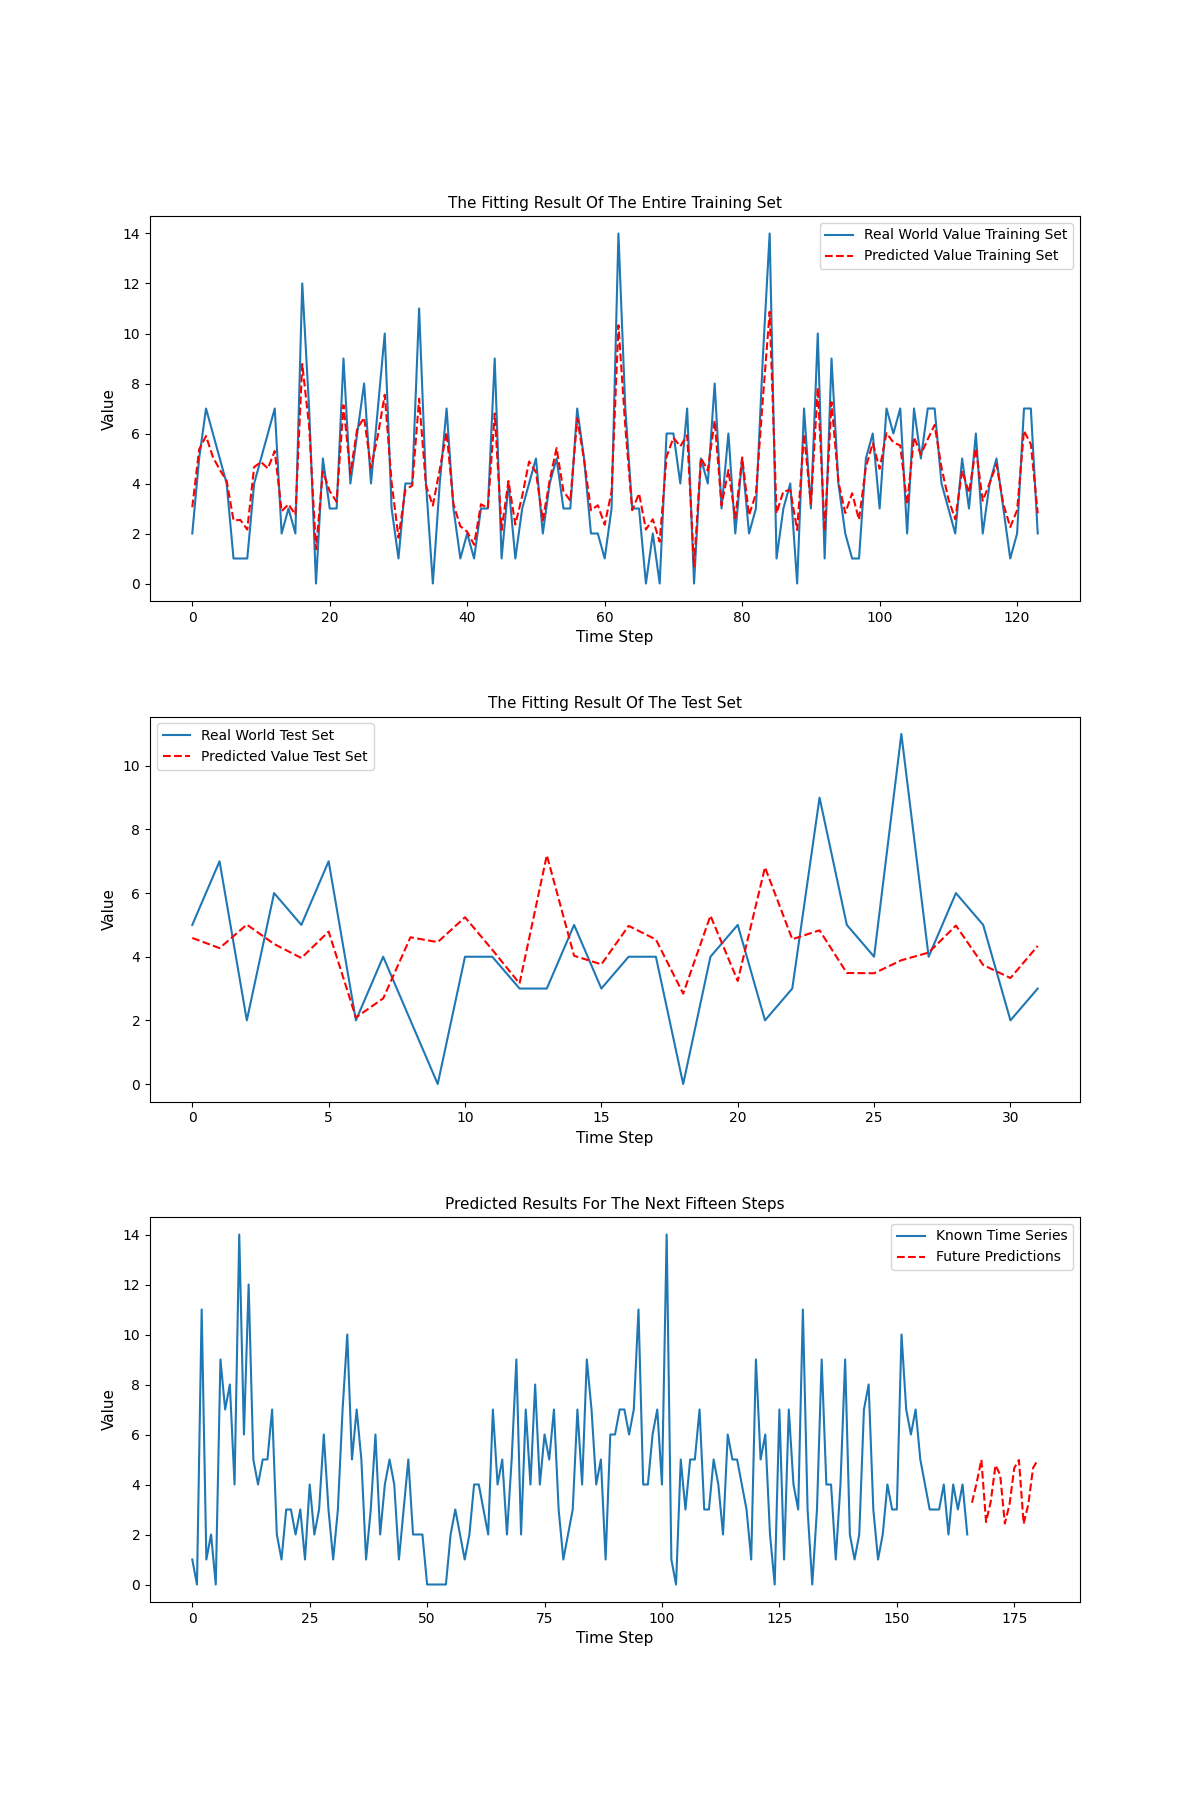 The Fitting Result Of The Entire Training Set
Real World Value Training Set
Predicted Value Training Set
Value
14
12
10
8
6
4
2
0
0 20 40 60 80 100 120
Time Step
The Fitting Result Of The Test Set
Real World Test Set
Predicted Value Test Set
Value
10
8
6
4
2
0
0 5 10 15 20 25 30
Time Step
Predicted Results For The Next Fifteen Steps
Known Time Series
Future Predictions
Value
14
12
10
8
6
4
2
0
0 25 50 75 100 125 150 175
Time Step